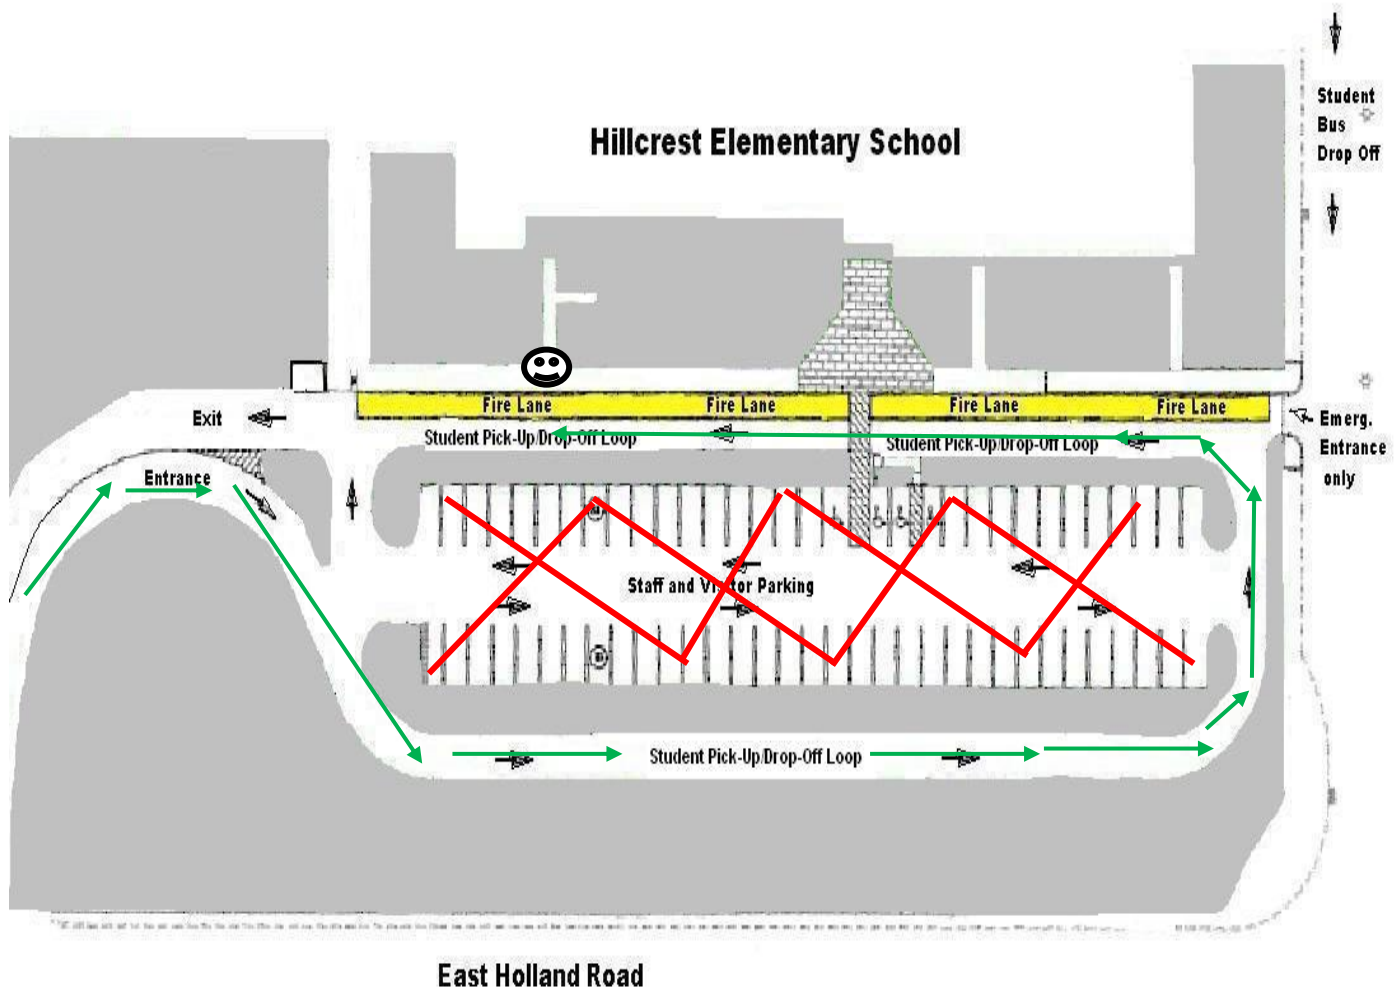 Hillcrest Elementary School
Student
Bus
Drop Off
Fire Lane
Fire Lane
Fire Lane
Fire Lane
Exit
Student Pick-Up/Drop-Off Loop
Student Pick-Up/Drop-Off Loop
Emerg.
Entrance
only
Entrance
Staff and Visitor Parking
Student Pick-Up/Drop-Off Loop
East Holland Road